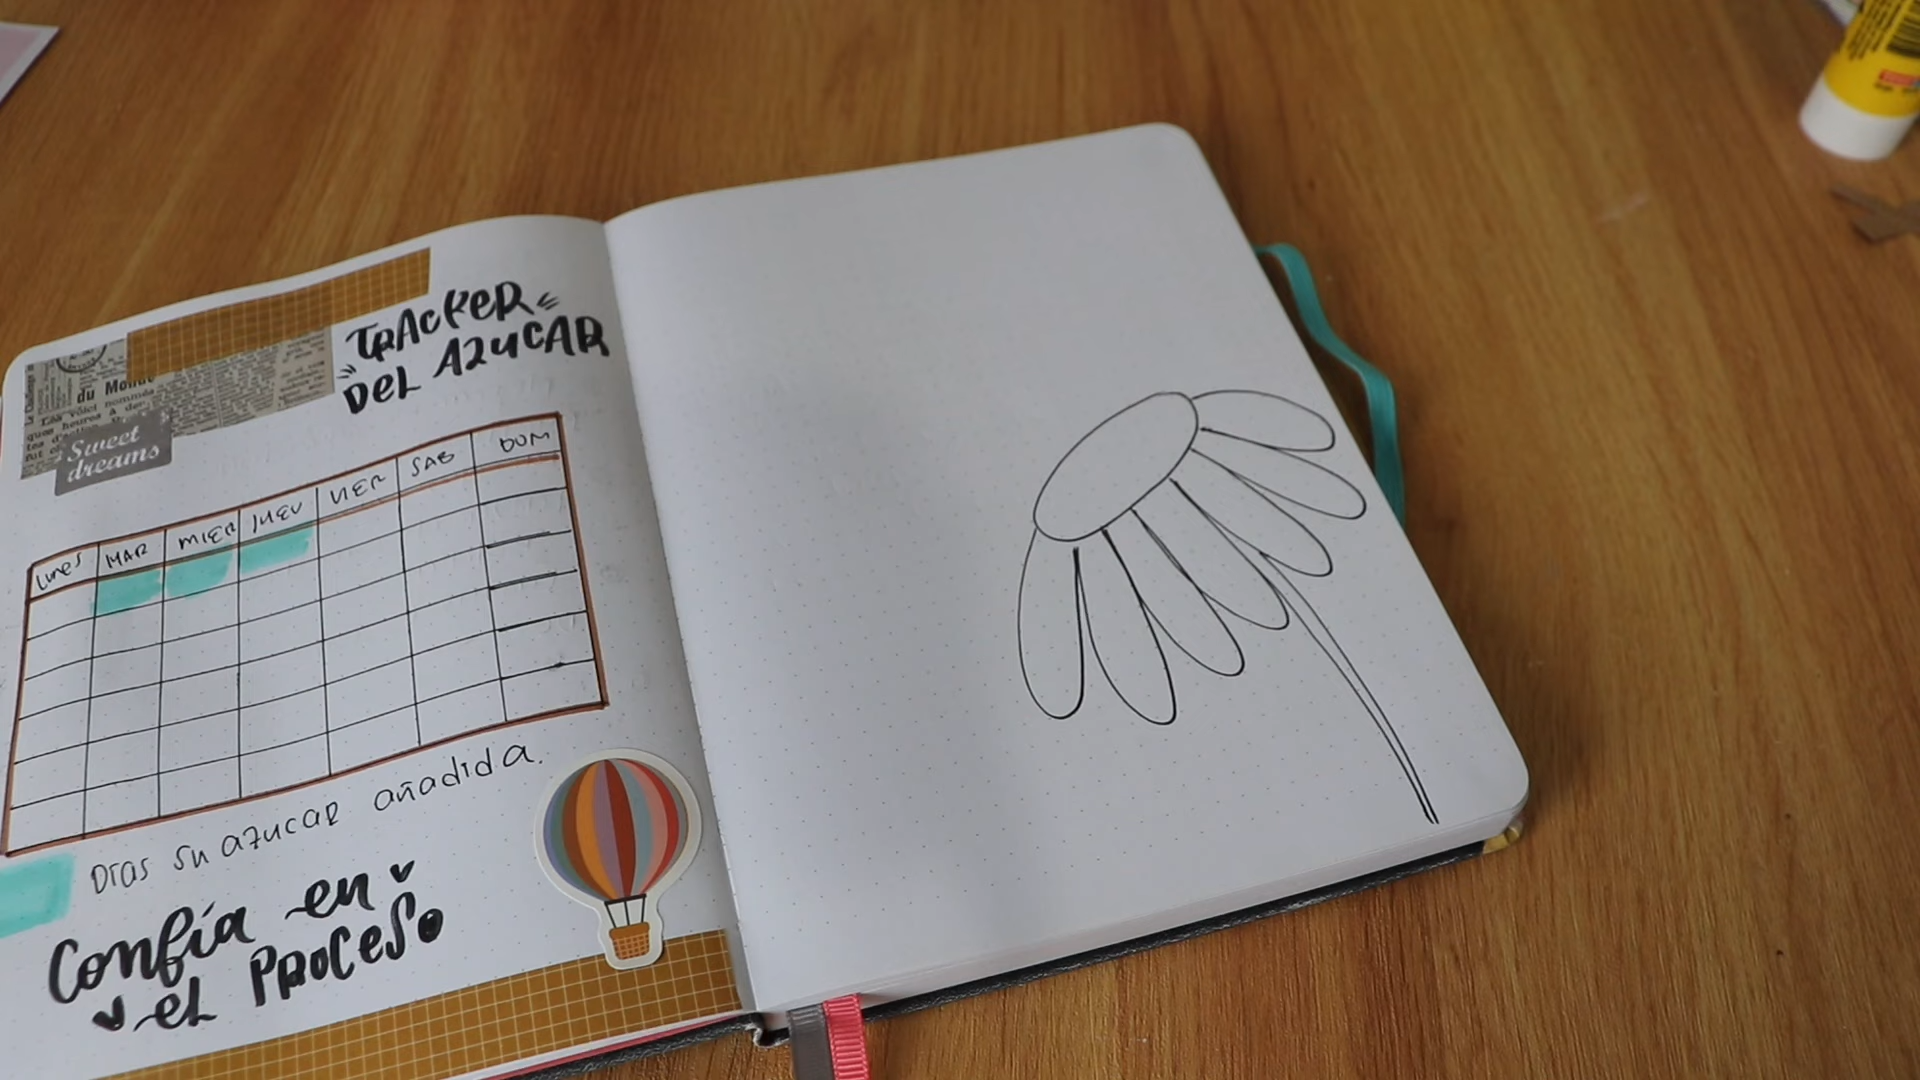 TRACKER
DEL AZUCAR
du Monde
Sweet
dreams
LUNES MAR MIER JUEV VIER SAB DOM
Dias sin azucar añadida.
Confía en
el PROCESO